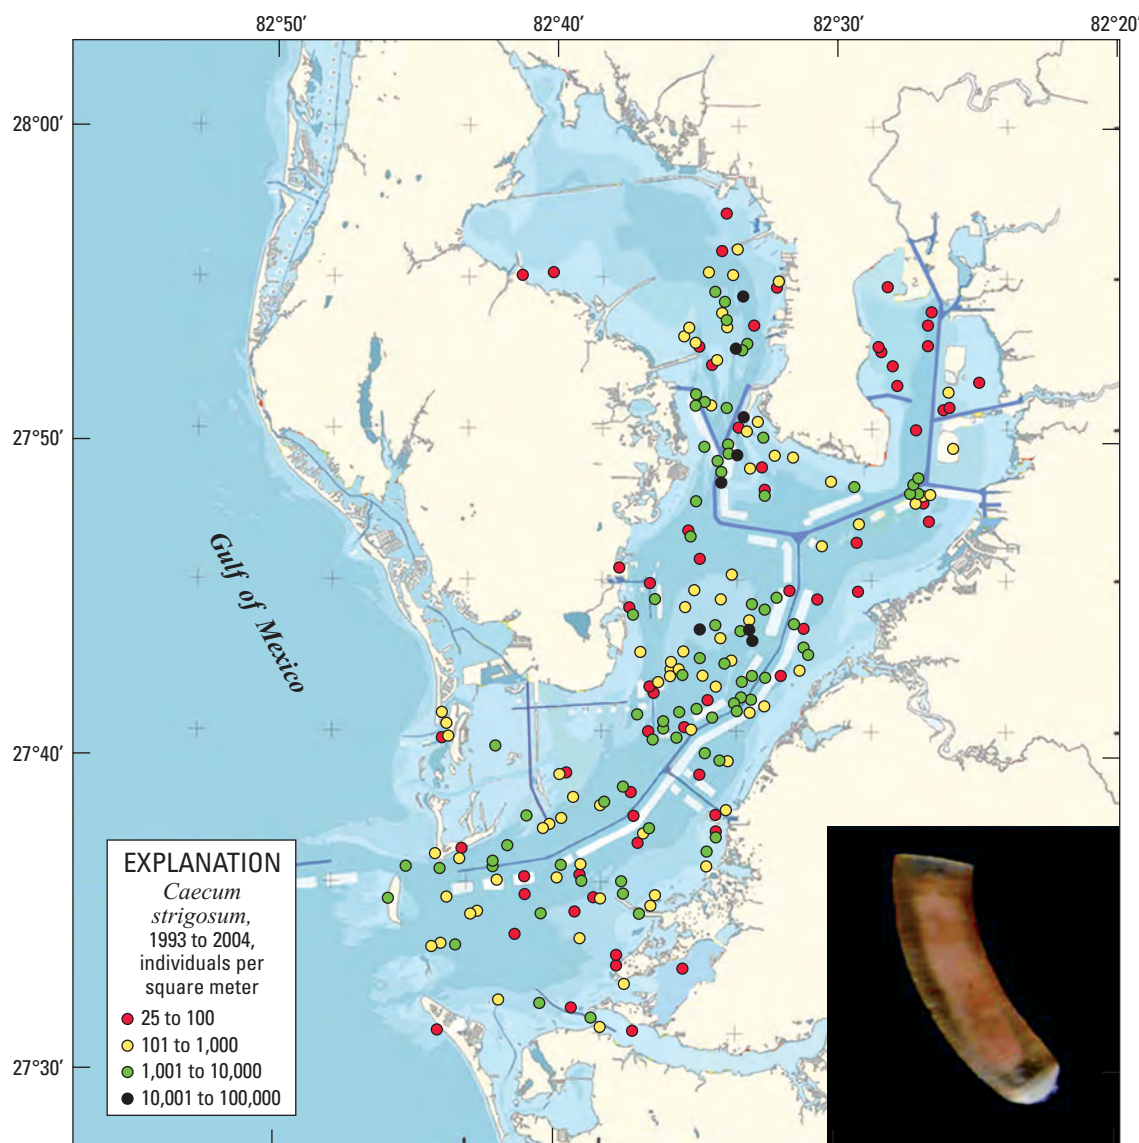 82°50′
82°40′
82°30′
82°20′
28°00′
27°50′
27°40′
27°30′
Gulf of Mexico
EXPLANATION
Caecum
strigosum,
1993 to 2004,
individuals per
square meter
25 to 100
101 to 1,000
1,001 to 10,000
10,001 to 100,000
2